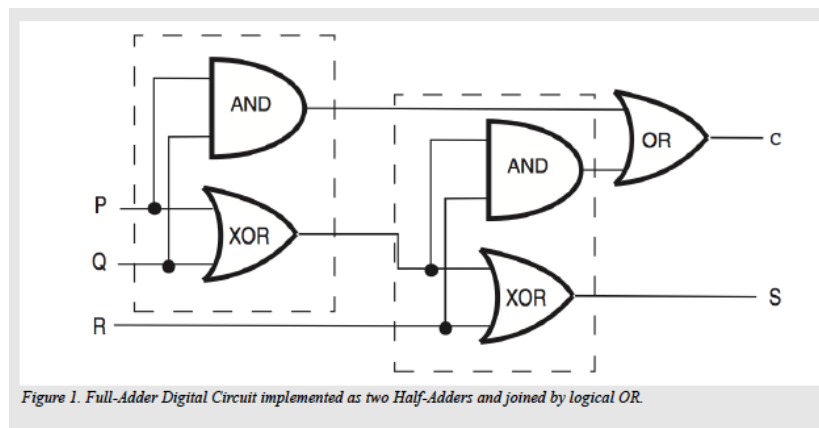 AND
AND
OR
C
P
XOR
Q
XOR
S
R
Figure 1. Full-Adder Digital Circuit implemented as two Half-Adders and joined by logical OR.